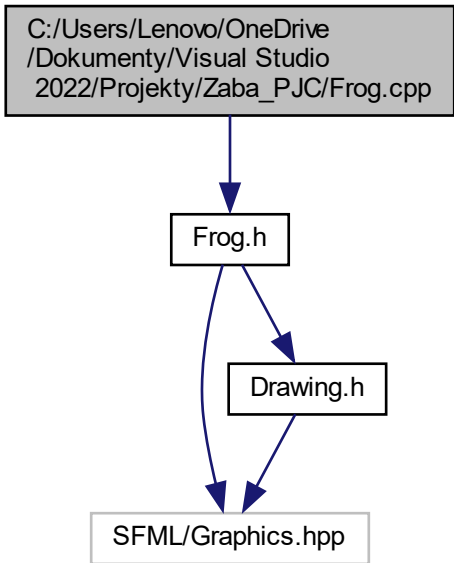 C:/Users/Lenovo/OneDrive
/Dokumenty/Visual Studio
2022/Projekty/Zaba_PJC/Frog.cpp
Frog.h
Drawing.h
SFML/Graphics.hpp